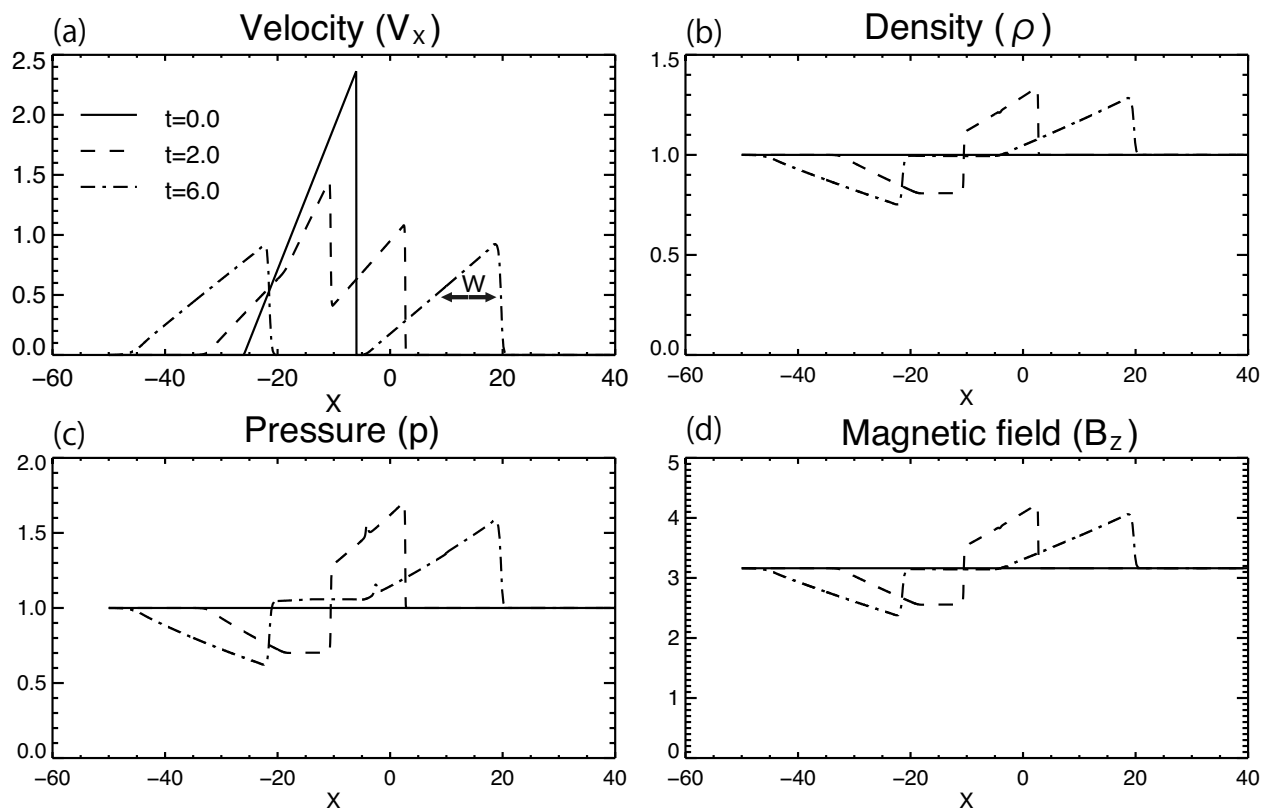 (a) Velocity (Vx)
2.5
2.0
1.5
1.0
0.5
0.0
t=0.0
t=2.0
t=6.0
W
−60 −40 −20 0 20 40
X
(b) Density (ρ)
1.5
1.0
0.5
0.0
−60 −40 −20 0 20 40
X
(c) Pressure (p)
2.0
1.5
1.0
0.5
0.0
−60 −40 −20 0 20 40
X
(d) Magnetic field (Bz)
5
4
3
2
1
0
−60 −40 −20 0 20 40
X